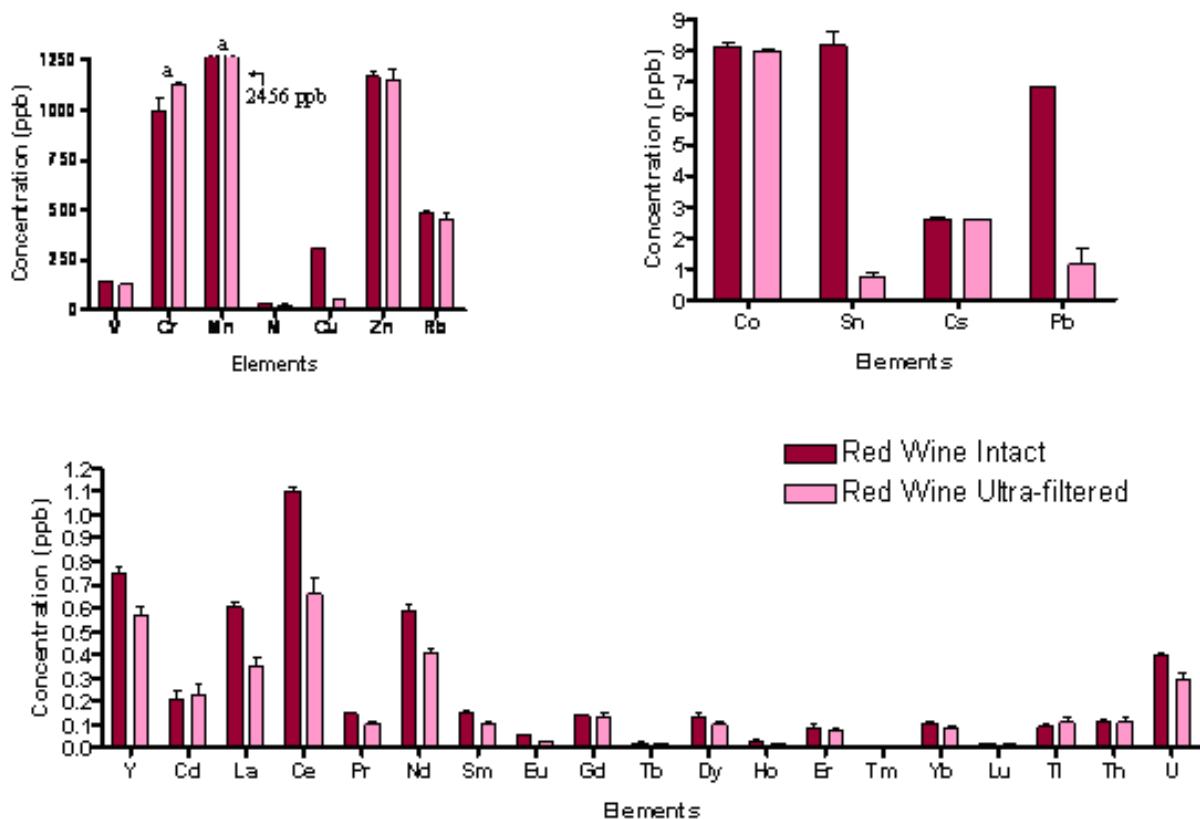 a
a
1250
1000
750
500
250
0
2456 ppb
Concentration (ppb)
V Cr Mn Ni Cu Zn Rb
Elements
9
8
7
6
5
4
3
2
1
0
Concentration (ppb)
Co Sn Cs Pb
Elements
Red Wine Intact
Red Wine Ultra-filtered
1.2
1.1
1.0
0.9
0.8
0.7
0.6
0.5
0.4
0.3
0.2
0.1
0.0
Concentration (ppb)
Y Cd La Ce Pr Nd Sm Eu Gd Tb Dy Ho Er Tm Yb Lu Tl Th U
Elements